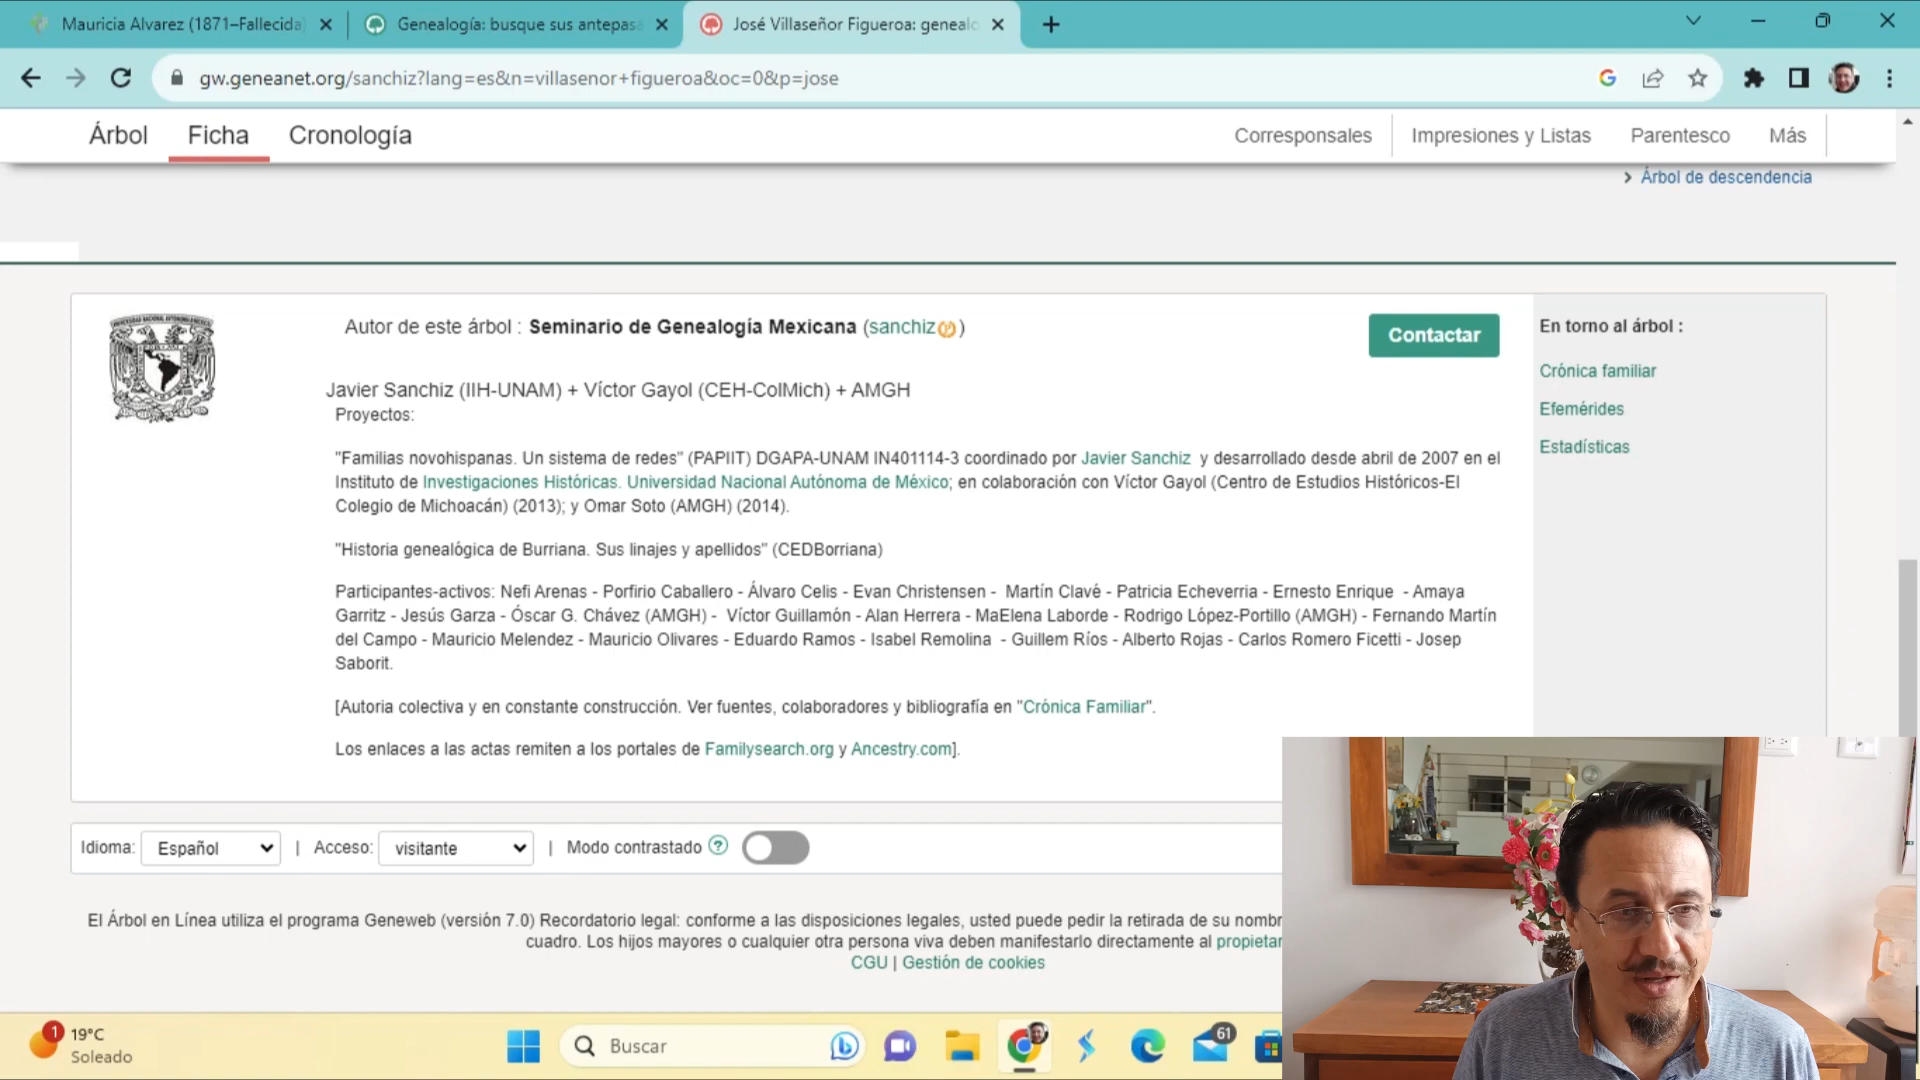 Mauricia Alvarez (1871–Fallecida)
Genealogía: busque sus antepasa
José Villaseñor Figueroa: genealo
gw.geneanet.org/sanchiz?lang=es&n=villasenor+figueroa&oc=0&p=jose
Árbol Ficha Cronología Corresponsales Impresiones y Listas Parentesco Más
Árbol de descendencia
Autor de este árbol : Seminario de Genealogía Mexicana (sanchiz )
Contactar
Javier Sanchiz (IIH-UNAM) + Víctor Gayol (CEH-ColMich) + AMGH
Proyectos:
"Familias novohispanas. Un sistema de redes" (PAPIIT) DGAPA-UNAM IN401114-3 coordinado por Javier Sanchiz y desarrollado desde abril de 2007 en el
Instituto de Investigaciones Históricas. Universidad Nacional Autónoma de México; en colaboración con Víctor Gayol (Centro de Estudios Históricos-El
Colegio de Michoacán) (2013); y Omar Soto (AMGH) (2014).
"Historia genealógica de Burriana. Sus linajes y apellidos" (CEDBorriana)
Participantes-activos: Nefi Arenas - Porfirio Caballero - Álvaro Celis - Evan Christensen - Martín Clavé - Patricia Echeverria - Ernesto Enrique - Amaya
Garritz - Jesús Garza - Óscar G. Chávez (AMGH) - Víctor Guillamón - Alan Herrera - MaElena Laborde - Rodrigo López-Portillo (AMGH) - Fernando Martín
del Campo - Mauricio Melendez - Mauricio Olivares - Eduardo Ramos - Isabel Remolina - Guillem Ríos - Alberto Rojas - Carlos Romero Ficetti - Josep
Saborit.
[Autoria colectiva y en constante construcción. Ver fuentes, colaboradores y bibliografía en "Crónica Familiar".
Los enlaces a las actas remiten a los portales de Familysearch.org y Ancestry.com].
En torno al árbol :
Crónica familiar
Efemérides
Estadísticas
Idioma: Español | Acceso: visitante | Modo contrastado ?
El Árbol en Línea utiliza el programa Geneweb (versión 7.0) Recordatorio legal: conforme a las disposiciones legales, usted puede pedir la retirada de su nombr
cuadro. Los hijos mayores o cualquier otra persona viva deben manifestarlo directamente al propietar
CGU | Gestión de cookies
1
19°C
Soleado
Buscar
61